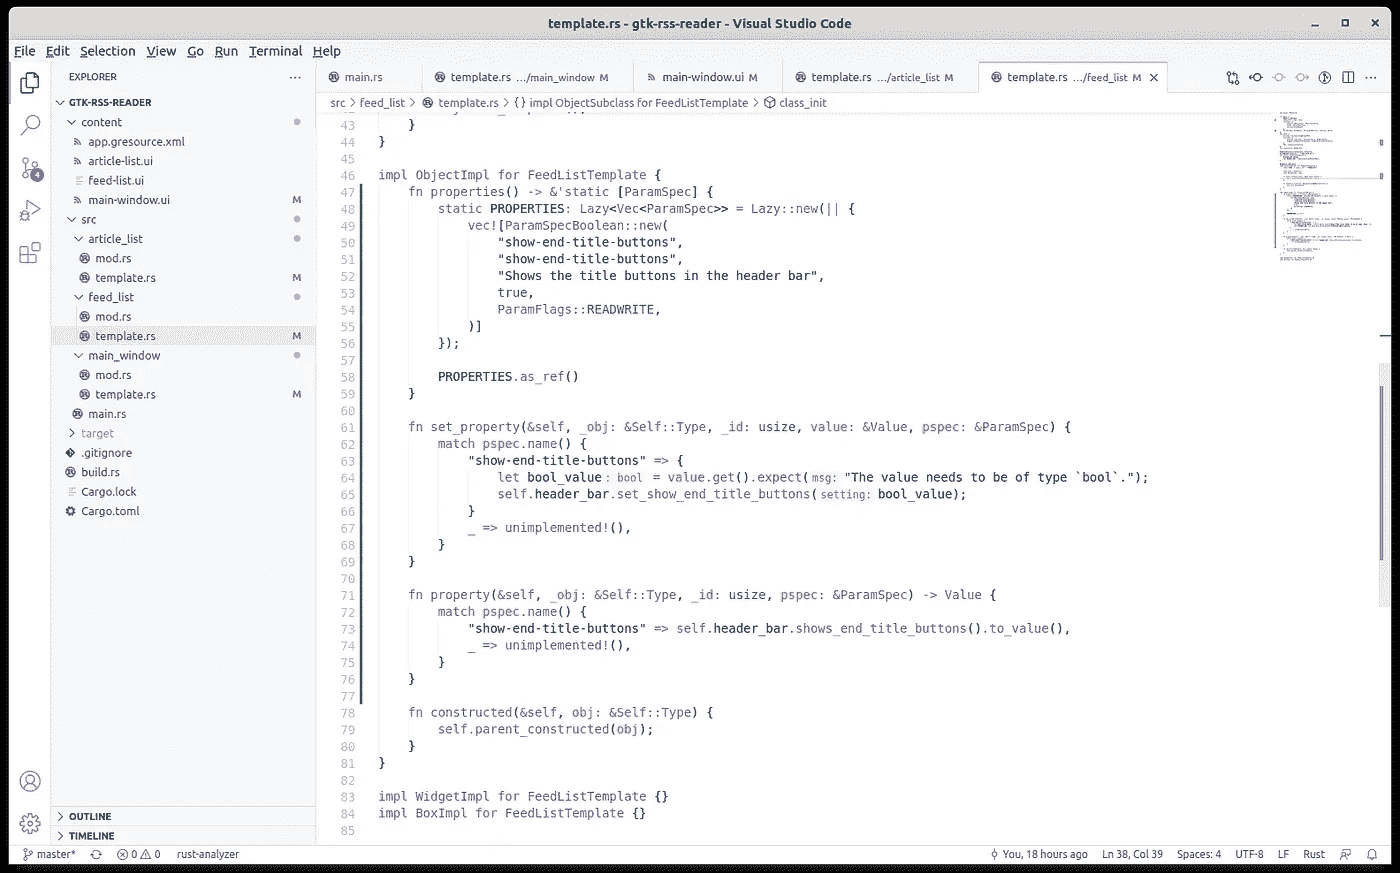 template.rs - gtk-rss-reader - Visual Studio Code
File Edit Selection View Go Run Terminal Help
EXPLORER
GTK-RSS-READER
content
app.gresource.xml
article-list.ui
feed-list.ui
main-window.ui M
src
article_list
mod.rs
template.rs M
feed_list
mod.rs
template.rs M
main_window
mod.rs
template.rs M
main.rs
target
.gitignore
build.rs
Cargo.lock
Cargo.toml
OUTLINE
TIMELINE
4
main.rs template.rs .../main_window M main-window.ui M template.rs .../article_list M template.rs .../feed_list M
src > feed_list > template.rs > {} impl ObjectSubclass for FeedListTemplate > class_init
43 }
44 }
45
46 impl ObjectImpl for FeedListTemplate {
47 fn properties() -> &'static [ParamSpec] {
48 static PROPERTIES: Lazy<Vec<ParamSpec>> = Lazy::new(|| {
49 vec![ParamSpecBoolean::new(
50 "show-end-title-buttons",
51 "show-end-title-buttons",
52 "Shows the title buttons in the header bar",
53 true,
54 ParamFlags::READWRITE,
55 )]
56 });
57
58 PROPERTIES.as_ref()
59 }
60
61 fn set_property(&self, _obj: &Self::Type, _id: usize, value: &Value, pspec: &ParamSpec) {
62 match pspec.name() {
63 "show-end-title-buttons" => {
64 let bool_value: bool = value.get().expect(msg: "The value needs to be of type `bool`.");
65 self.header_bar.set_show_end_title_buttons(setting: bool_value);
66 }
67 _ => unimplemented!(),
68 }
69 }
70
71 fn property(&self, _obj: &Self::Type, _id: usize, pspec: &ParamSpec) -> Value {
72 match pspec.name() {
73 "show-end-title-buttons" => self.header_bar.shows_end_title_buttons().to_value(),
74 _ => unimplemented!(),
75 }
76 }
77
78 fn constructed(&self, obj: &Self::Type) {
79 self.parent_constructed(obj);
80 }
81 }
82
83 impl WidgetImpl for FeedListTemplate {}
84 impl BoxImpl for FeedListTemplate {}
85
master* 0 0 rust-analyzer You, 18 hours ago Ln 38, Col 39 Spaces: 4 UTF-8 LF Rust